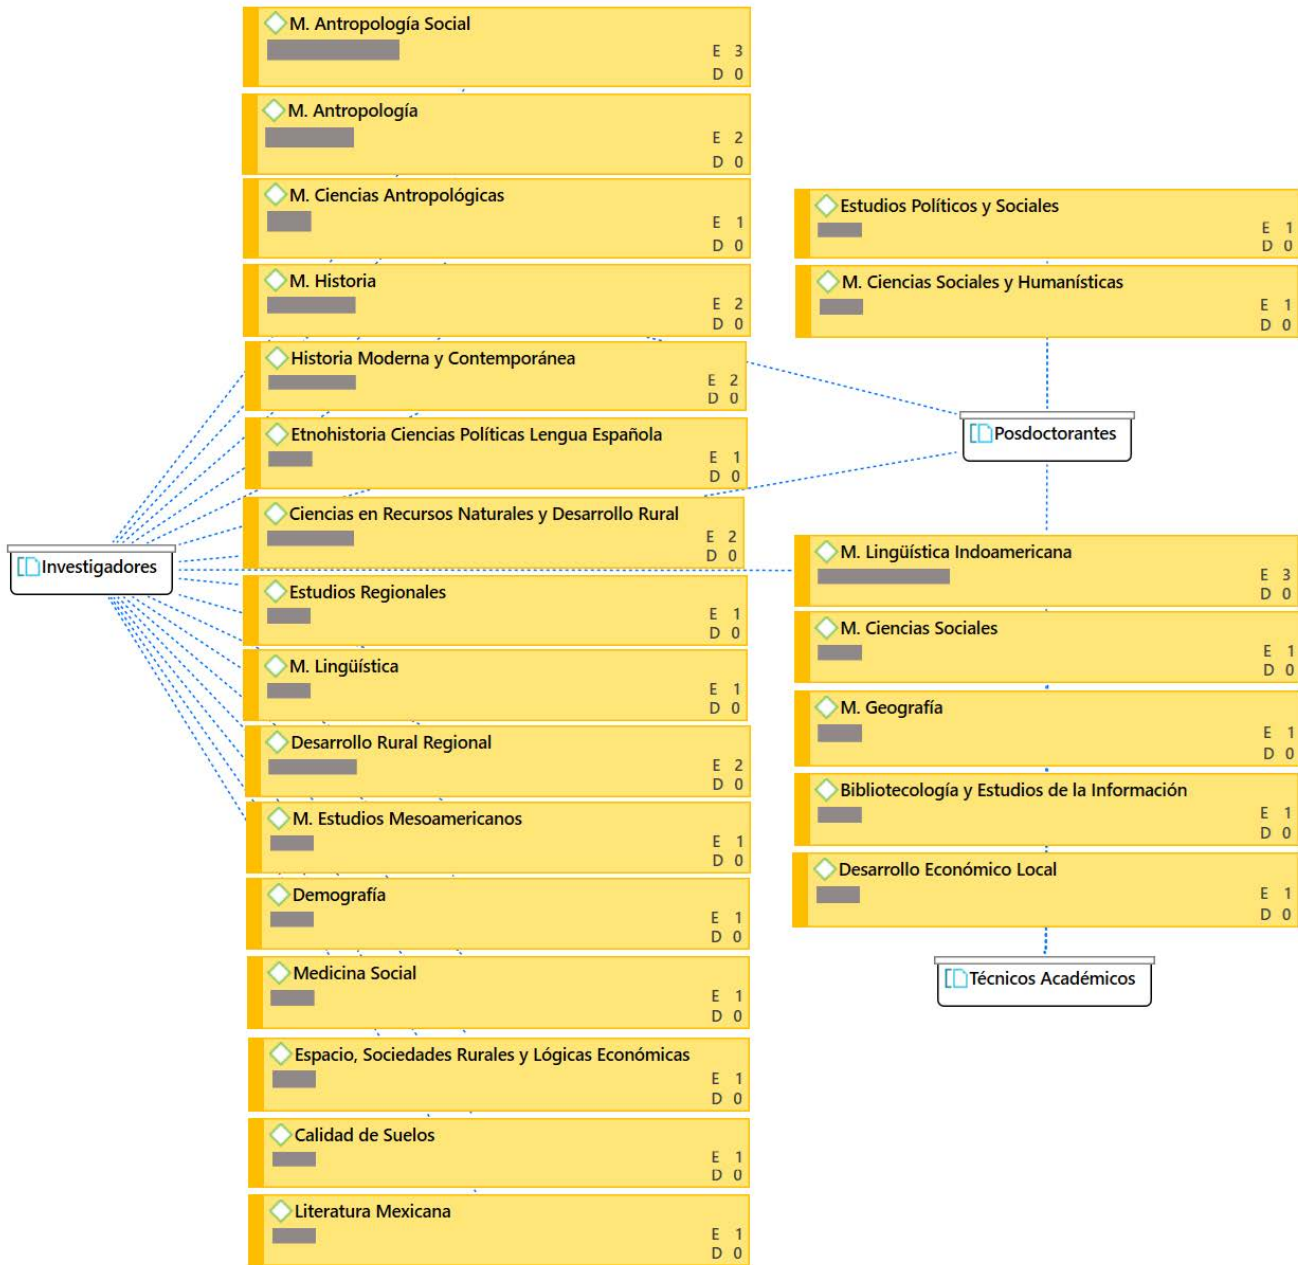 M. Antropología Social
E 3
D 0
M. Antropología
E 2
D 0
M. Ciencias Antropológicas
E 1
D 0
M. Historia
E 2
D 0
Historia Moderna y Contemporánea
E 2
D 0
Etnohistoria Ciencias Políticas Lengua Española
E 1
D 0
Ciencias en Recursos Naturales y Desarrollo Rural
E 2
D 0
Investigadores
Estudios Regionales
E 1
D 0
M. Lingüística
E 1
D 0
Desarrollo Rural Regional
E 2
D 0
M. Estudios Mesoamericanos
E 1
D 0
Demografía
E 1
D 0
Medicina Social
E 1
D 0
Espacio, Sociedades Rurales y Lógicas Económicas
E 1
D 0
Calidad de Suelos
E 1
D 0
Literatura Mexicana
E 1
D 0
Estudios Políticos y Sociales
E 1
D 0
M. Ciencias Sociales y Humanísticas
E 1
D 0
Posdoctorantes
M. Lingüística Indoamericana
E 3
D 0
M. Ciencias Sociales
E 1
D 0
M. Geografía
E 1
D 0
Bibliotecología y Estudios de la Información
E 1
D 0
Desarrollo Económico Local
E 1
D 0
Técnicos Académicos